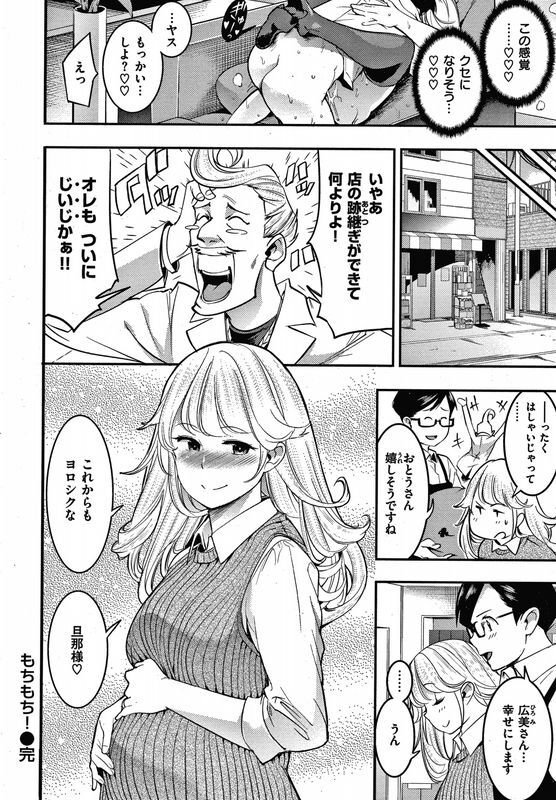 この感覚
⋯⋯⋯
♡♡♡
クセに
なりそう⋯
♡♡♡
⋯ヤス
もっかい⋯
しよ?♡♡
えっ
いやあ
店の跡継ぎができて
何よりよ!
オレも ついに
じいじかぁ!!
──ったく
はしゃいじゃって
おとうさん
嬉しそうですね
広美さん⋯
幸せにします
⋯うん
これからも
ヨロシクな
旦那様♡
もちもち!●完